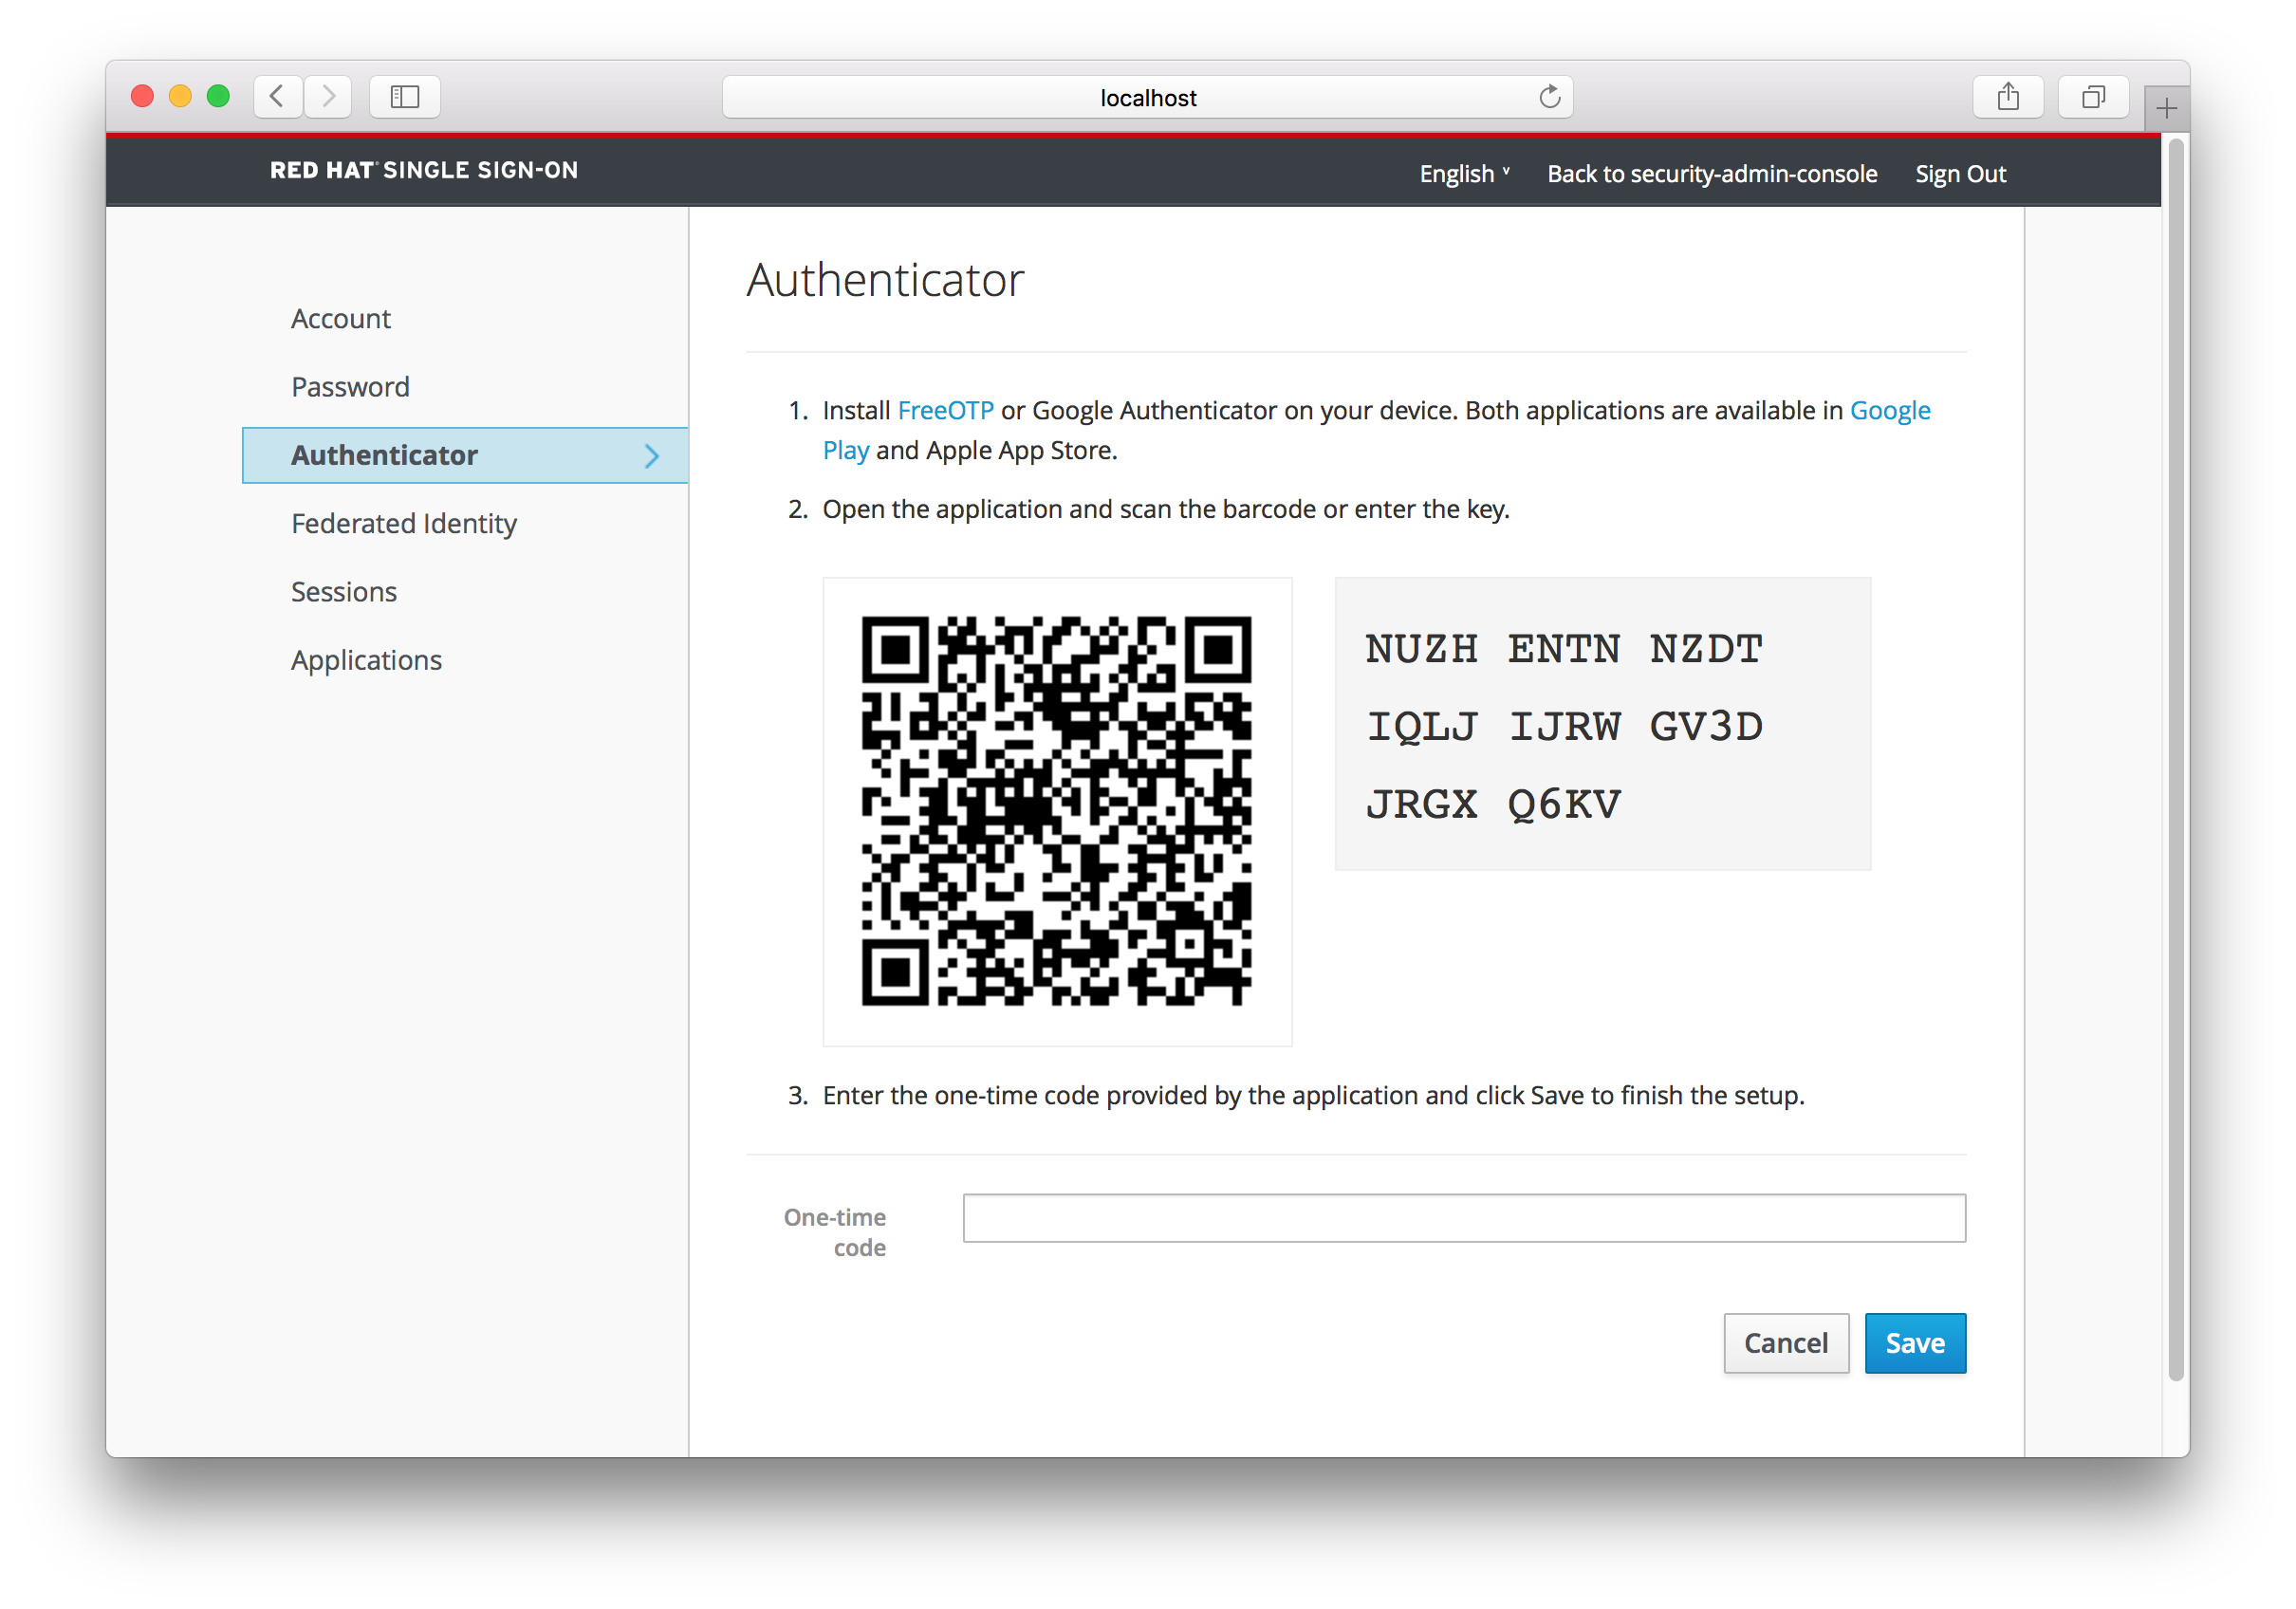 localhost
RED HAT® SINGLE SIGN-ON
English ˅
Back to security-admin-console
Sign Out
Account
Password
Authenticator
Federated Identity
Sessions
Applications
Authenticator
1. Install FreeOTP or Google Authenticator on your device. Both applications are available in Google
Play and Apple App Store.
2. Open the application and scan the barcode or enter the key.
NUZH ENTN NZDT
IQLJ IJRW GV3D
JRGX Q6KV
3. Enter the one-time code provided by the application and click Save to finish the setup.
One-time
code
Cancel
Save